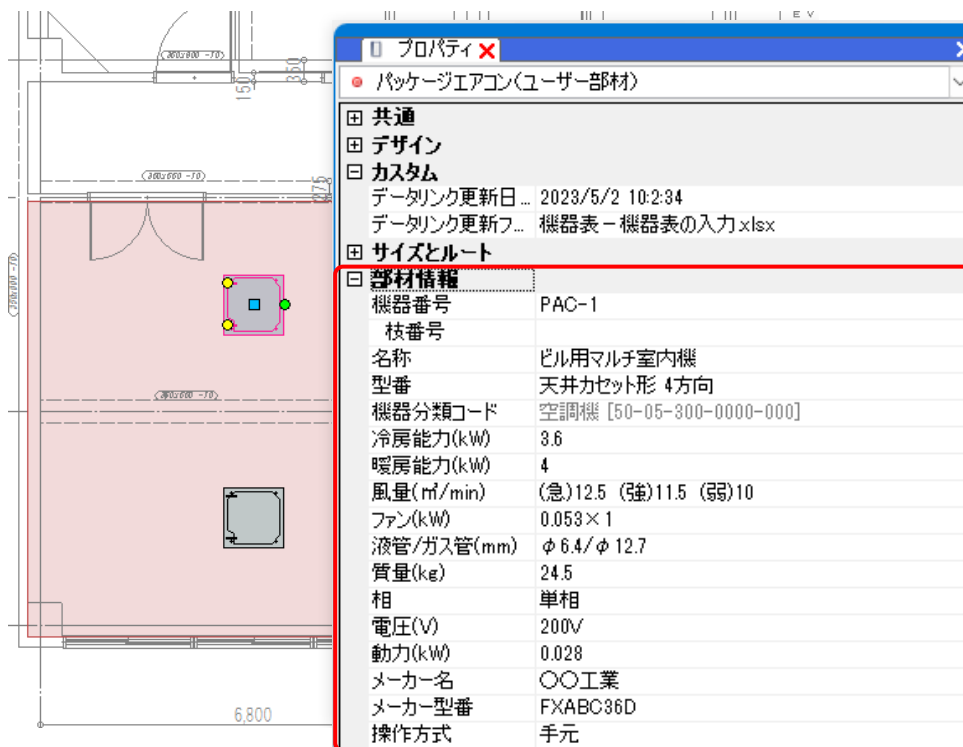 EV
(360x600 -10)
150
350
(360x660 -10)
275
(360x660 -10)
6,800
プロパティ
パッケージエアコン(ユーザー部材)
共通
デザイン
カスタム
データリンク更新日... 2023/5/2 10:2:34
データリンク更新フ... 機器表－機器表の入力.xlsx
サイズとルート
部材情報
機器番号 PAC-1
枝番号
名称 ビル用マルチ室内機
型番 天井カセット形 4方向
機器分類コード 空調機 [50-05-300-0000-000]
冷房能力(kW) 3.6
暖房能力(kW) 4
風量(㎥/min) (急)12.5 (強)11.5 (弱)10
ファン(kW) 0.053×1
液管/ガス管(mm) φ6.4/φ12.7
質量(kg) 24.5
相 単相
電圧(V) 200V
動力(kW) 0.028
メーカー名 〇〇工業
メーカー型番 FXABC36D
操作方式 手元